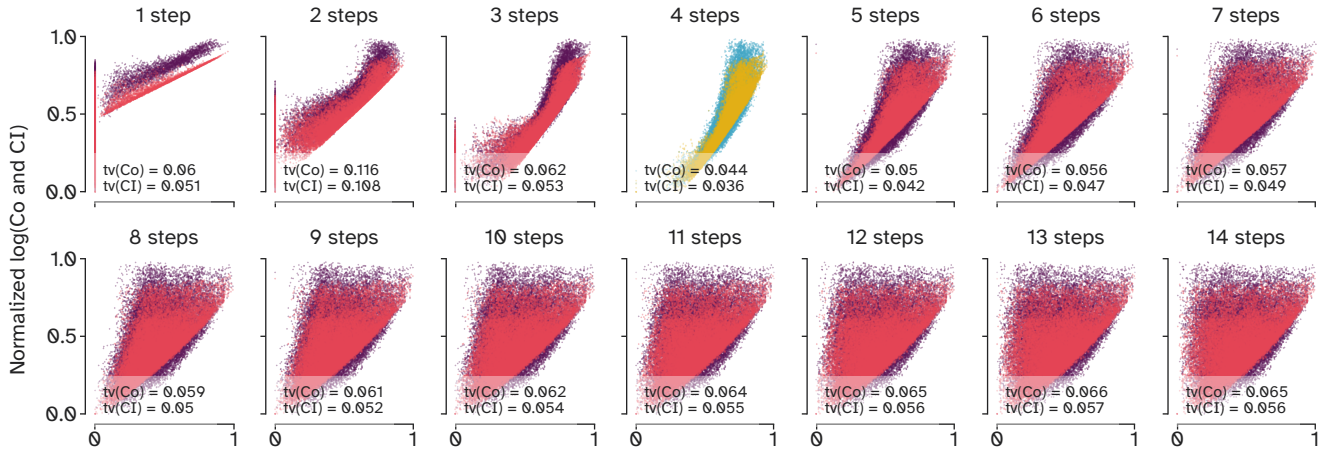 1 step
2 steps
3 steps
4 steps
5 steps
6 steps
7 steps
Normalized log(Co and CI)
1.0
0.5
0.0
tv(Co) = 0.06
tv(CI) = 0.051
tv(Co) = 0.116
tv(CI) = 0.108
tv(Co) = 0.062
tv(CI) = 0.053
tv(Co) = 0.044
tv(CI) = 0.036
tv(Co) = 0.05
tv(CI) = 0.042
tv(Co) = 0.056
tv(CI) = 0.047
tv(Co) = 0.057
tv(CI) = 0.049
8 steps
9 steps
10 steps
11 steps
12 steps
13 steps
14 steps
1.0
0.5
0.0
tv(Co) = 0.059
tv(CI) = 0.05
tv(Co) = 0.061
tv(CI) = 0.052
tv(Co) = 0.062
tv(CI) = 0.054
tv(Co) = 0.064
tv(CI) = 0.055
tv(Co) = 0.065
tv(CI) = 0.056
tv(Co) = 0.066
tv(CI) = 0.057
tv(Co) = 0.065
tv(CI) = 0.056
0 1
0 1
0 1
0 1
0 1
0 1
0 1